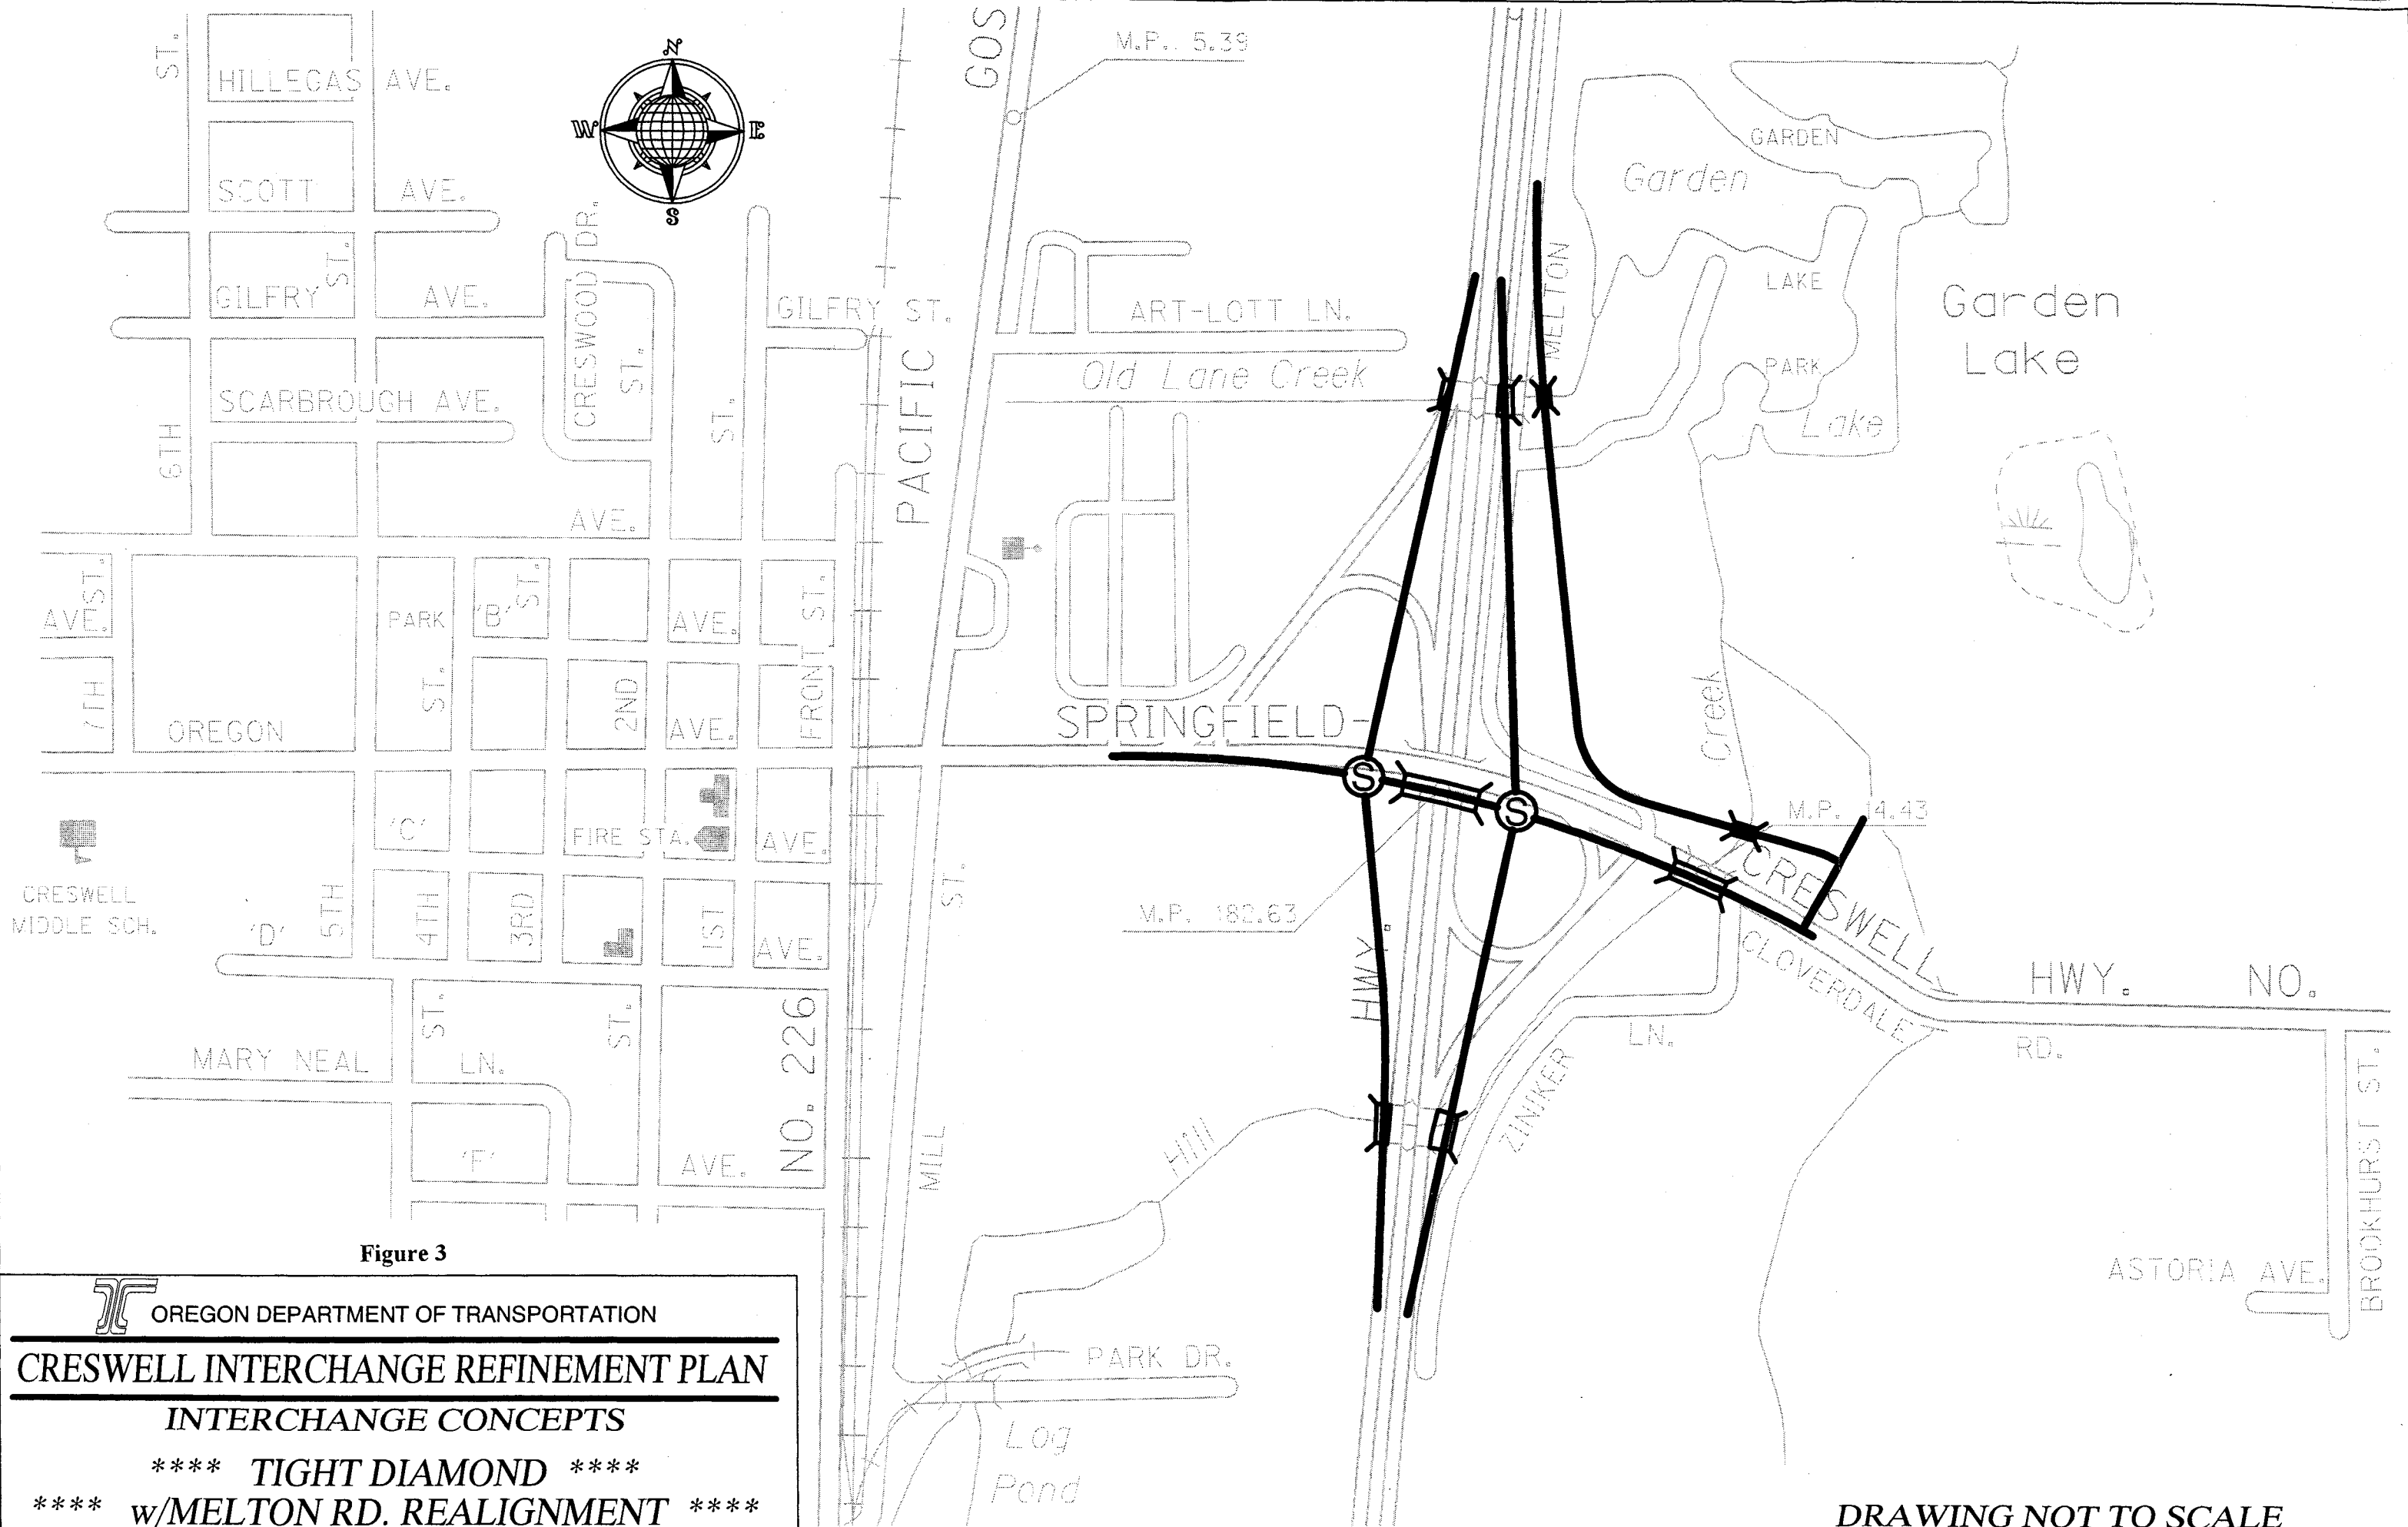 GOS
M.P. 5.39
ST.
HILLEGAS AVE.
N
W
E
S
GARDEN
Garden
SCOTT AVE.
DR.
ST.
MELTON
LAKE
Garden
Lake
GILFRY AVE.
CRESWOOD
ST.
GILFRY ST.
ART-LOTT LN.
Old Lane Creek
PARK
Lake
SCARBROUGH AVE.
ST.
PACIFIC
6TH
AVE.
ST.
AVE.
PARK
'B'
ST.
AVE.
ST.
FRONT
7TH
ST.
2ND
OREGON
AVE.
SPRINGFIELD-
Creek
S
S
M.P. 14.43
'C'
FIRE STA.
AVE.
CRESWELL
CRESWELL
MIDDLE SCH.
'D'
5TH
4TH
3RD
1ST
AVE.
ST.
M.P. 182.63
HWY.
CLOVERDALE
RD.
HWY. NO.
ST.
ST.
NO. 226
MARY NEAL LN.
LN.
ZINIKER
Hill
MILL
'F'
AVE.
BROOKHURST ST.
ASTORIA AVE.
PARK DR.
Log
Pond
Figure 3
OREGON DEPARTMENT OF TRANSPORTATION
CRESWELL INTERCHANGE REFINEMENT PLAN
INTERCHANGE CONCEPTS
**** TIGHT DIAMOND ****
**** w/MELTON RD. REALIGNMENT ****
DRAWING NOT TO SCALE